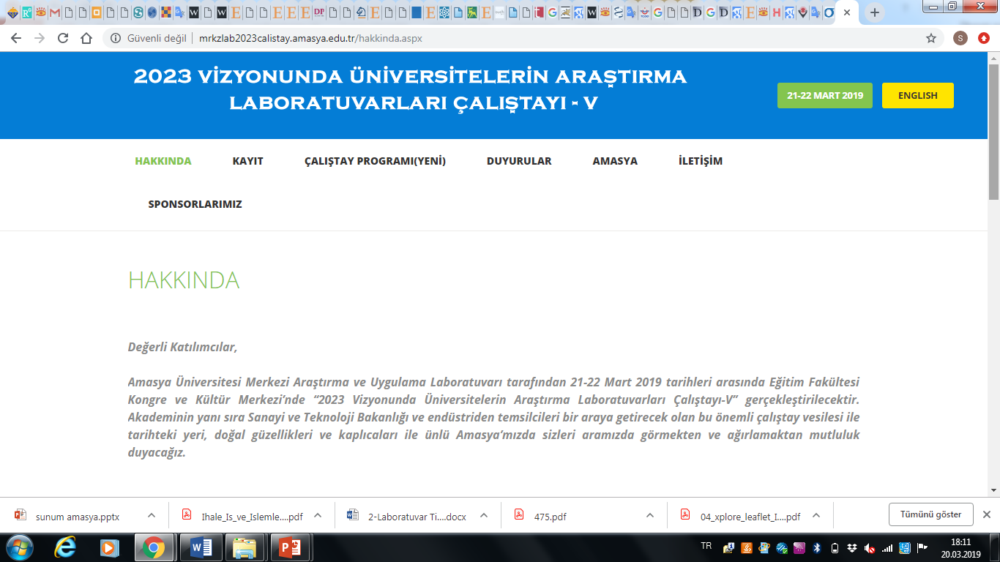 Güvenli değil
mrkzlab2023calistay.amasya.edu.tr/hakkinda.aspx
S
2023 VİZYONUNDA ÜNİVERSİTELERİN ARAŞTIRMA
LABORATUVARLARI ÇALIŞTAYI - V
21-22 MART 2019
ENGLISH
HAKKINDA
KAYIT
ÇALIŞTAY PROGRAMI(YENİ)
DUYURULAR
AMASYA
İLETİŞİM
SPONSORLARIMIZ
HAKKINDA
Değerli Katılımcılar,
Amasya Üniversitesi Merkezi Araştırma ve Uygulama Laboratuvarı tarafından 21-22 Mart 2019 tarihleri arasında Eğitim Fakültesi
Kongre ve Kültür Merkezi’nde “2023 Vizyonunda Üniversitelerin Araştırma Laboratuvarları Çalıştayı-V” gerçekleştirilecektir.
Akademinin yanı sıra Sanayi ve Teknoloji Bakanlığı ve endüstriden temsilcileri bir araya getirecek olan bu önemli çalıştay vesilesi ile
tarihteki yeri, doğal güzellikleri ve kaplıcaları ile ünlü Amasya’mızda sizleri aramızda görmekten ve ağırlamaktan mutluluk
duyacağız.
sunum amasya.pptx
Ihale_Is_ve_Islemle....pdf
2-Laboratuvar Ti....docx
475.pdf
04_xplore_leaflet_I....pdf
Tümünü göster
TR
18:11
20.03.2019